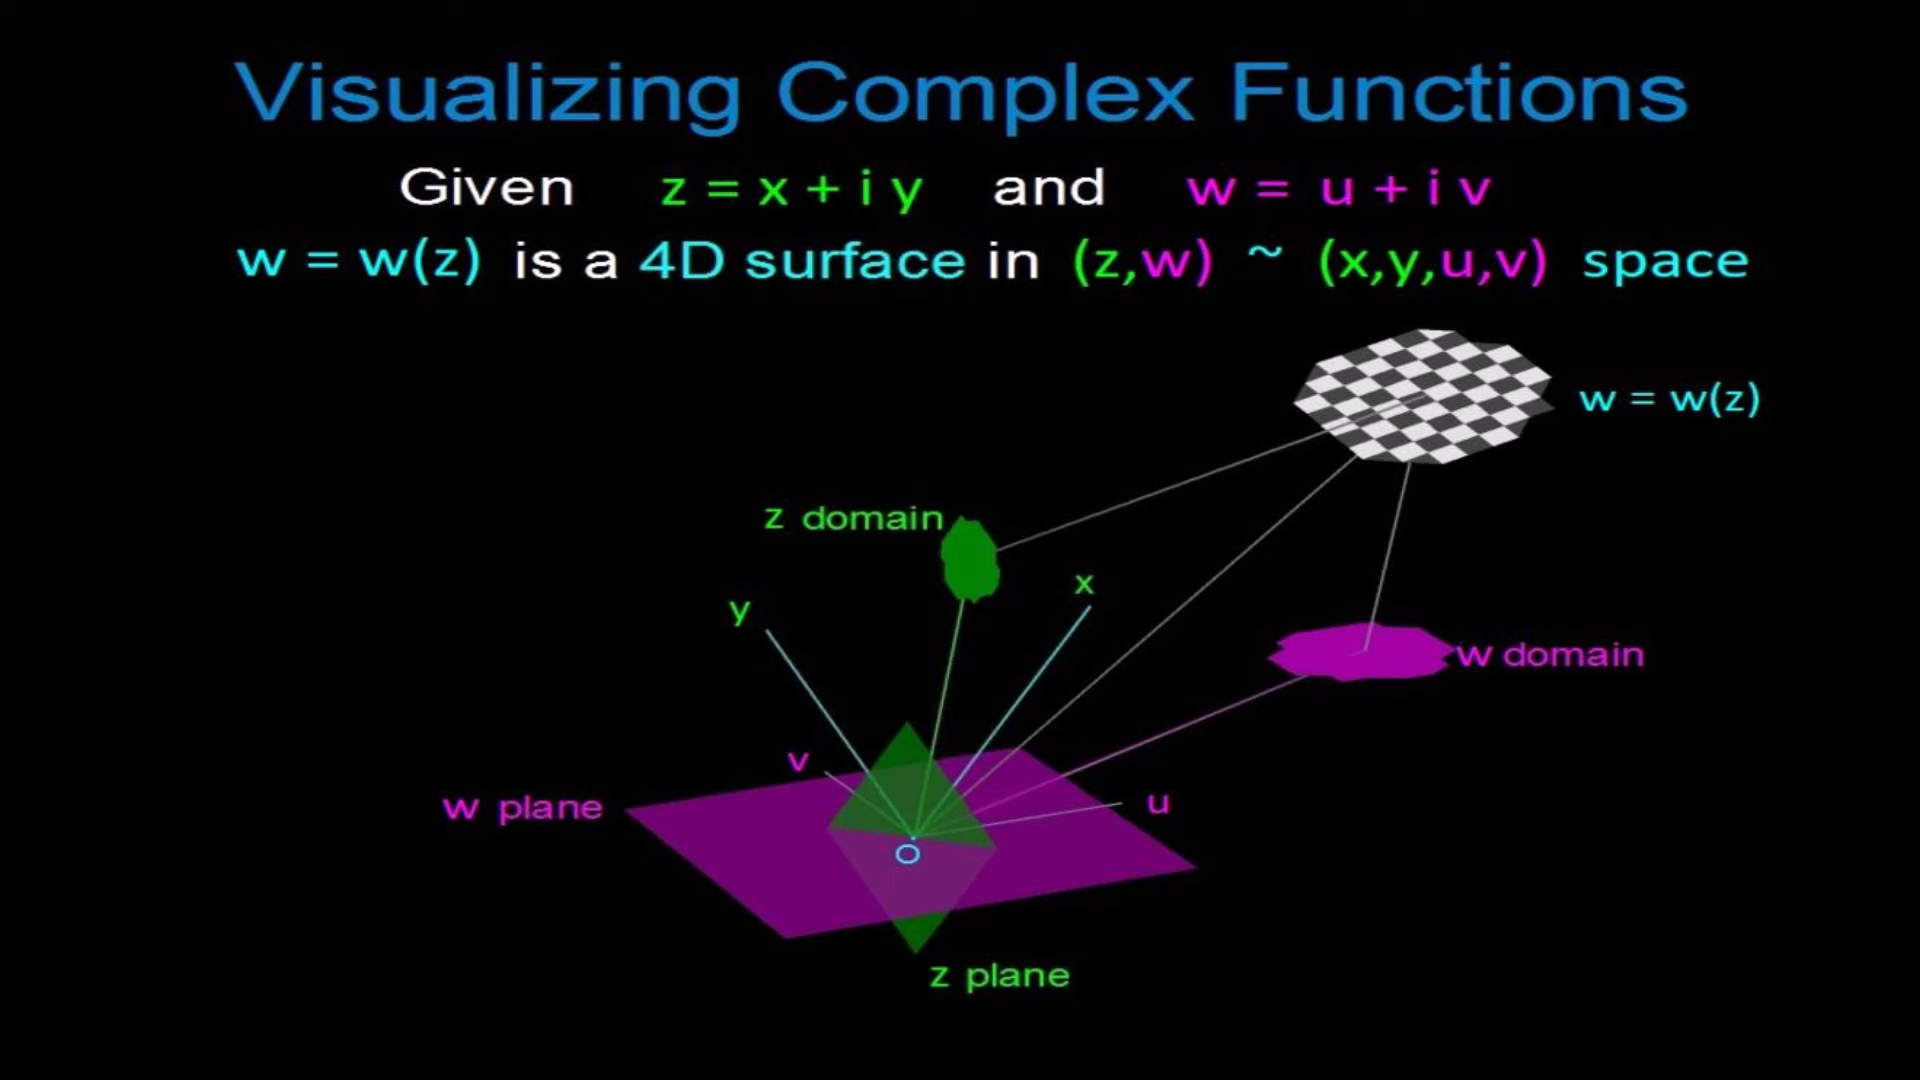 Visualizing Complex Functions
Given z = x + i y and w = u + i v
w = w(z) is a 4D surface in (z,w) ~ (x,y,u,v) space
w = w(z)
z domain
x
y
w domain
v
u
w plane
O
z plane